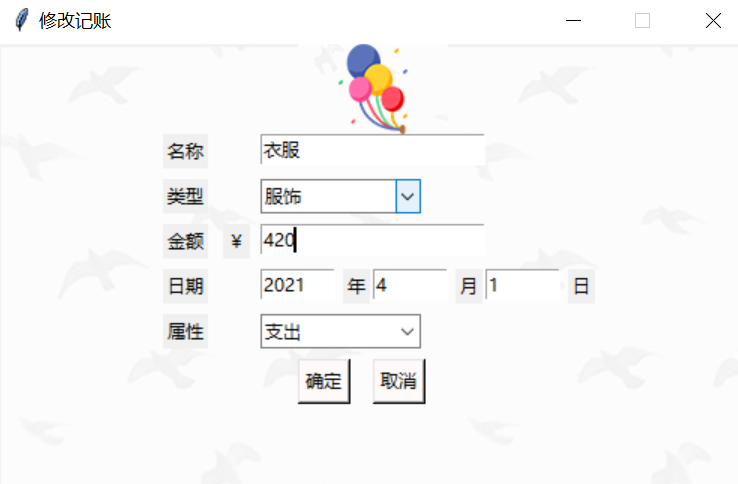 修改记账
名称 衣服
类型 服饰
金额 ¥ 420
日期 2021 年 4 月 1 日
属性 支出
确定 取消